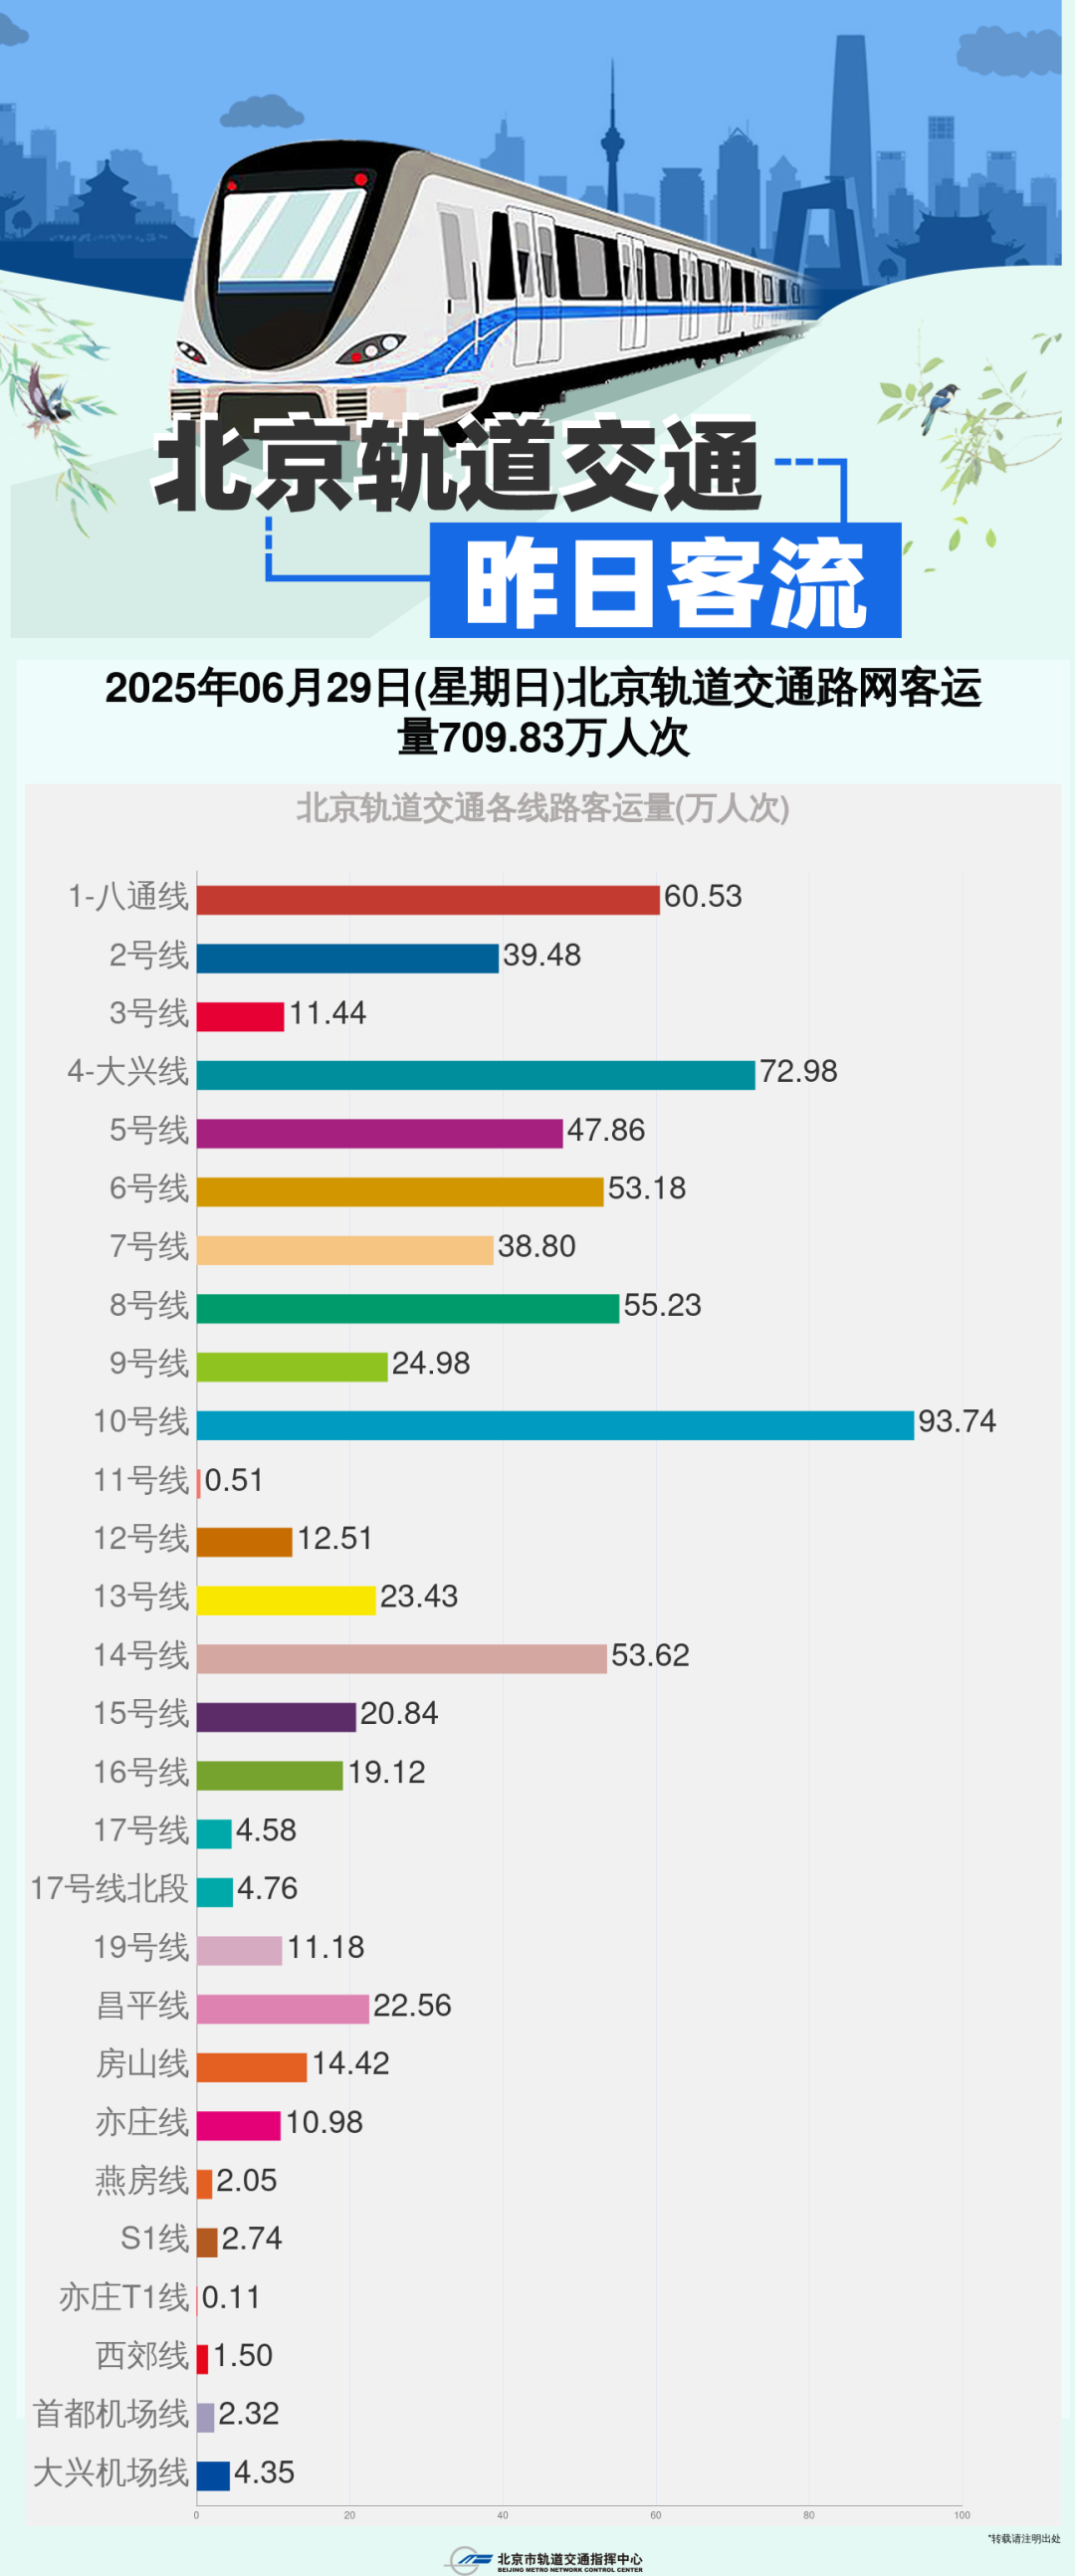 北京轨道交通
昨日客流
2025年06月29日(星期日)北京轨道交通路网客运
量709.83万人次
北京轨道交通各线路客运量(万人次)
1-八通线 60.53
2号线 39.48
3号线 11.44
4-大兴线 72.98
5号线 47.86
6号线 53.18
7号线 38.80
8号线 55.23
9号线 24.98
10号线 93.74
11号线 0.51
12号线 12.51
13号线 23.43
14号线 53.62
15号线 20.84
16号线 19.12
17号线 4.58
17号线北段 4.76
19号线 11.18
昌平线 22.56
房山线 14.42
亦庄线 10.98
燕房线 2.05
S1线 2.74
亦庄T1线 0.11
西郊线 1.50
首都机场线 2.32
大兴机场线 4.35
0 20 40 60 80 100
*转载请注明出处
北京市轨道交通指挥中心
BEIJING METRO NETWORK CONTROL CENTER